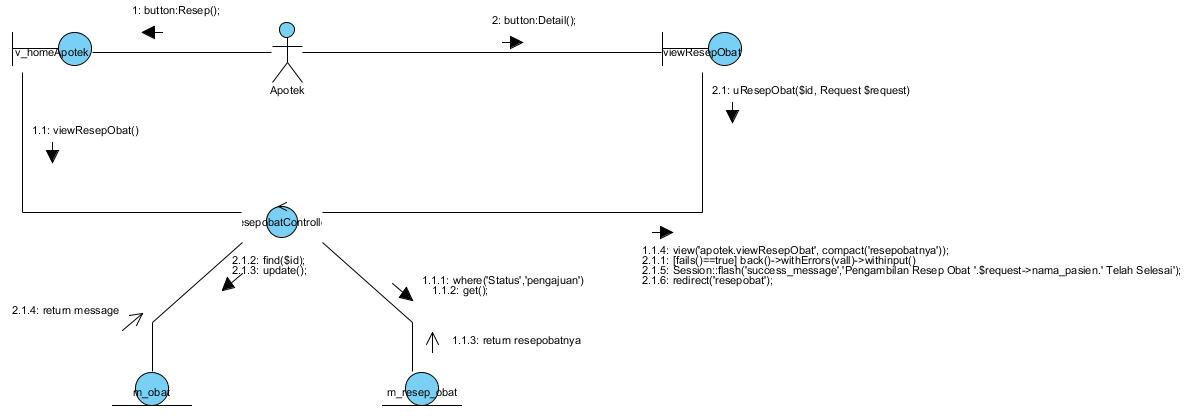 1: button:Resep();
2: button:Detail();
v_homeApotek
viewResepObat
Apotek
2.1: uResepObat($id, Request $request)
1.1: viewResepObat()
esepobatControll
1.1.4: view('apotek.viewResepObat', compact('resepobatnya'));
2.1.1: [fails()==true] back()->withErrors(vall)->withinput()
2.1.5: Session::flash('success_message','Pengambilan Resep Obat '.$request->nama_pasien.' Telah Selesai');
2.1.6: redirect('resepobat');
2.1.2: find($id);
2.1.3: update();
1.1.1: where('Status','pengajuan')
1.1.2: get();
2.1.4: return message
1.1.3: return resepobatnya
m_obat
m_resep_obat